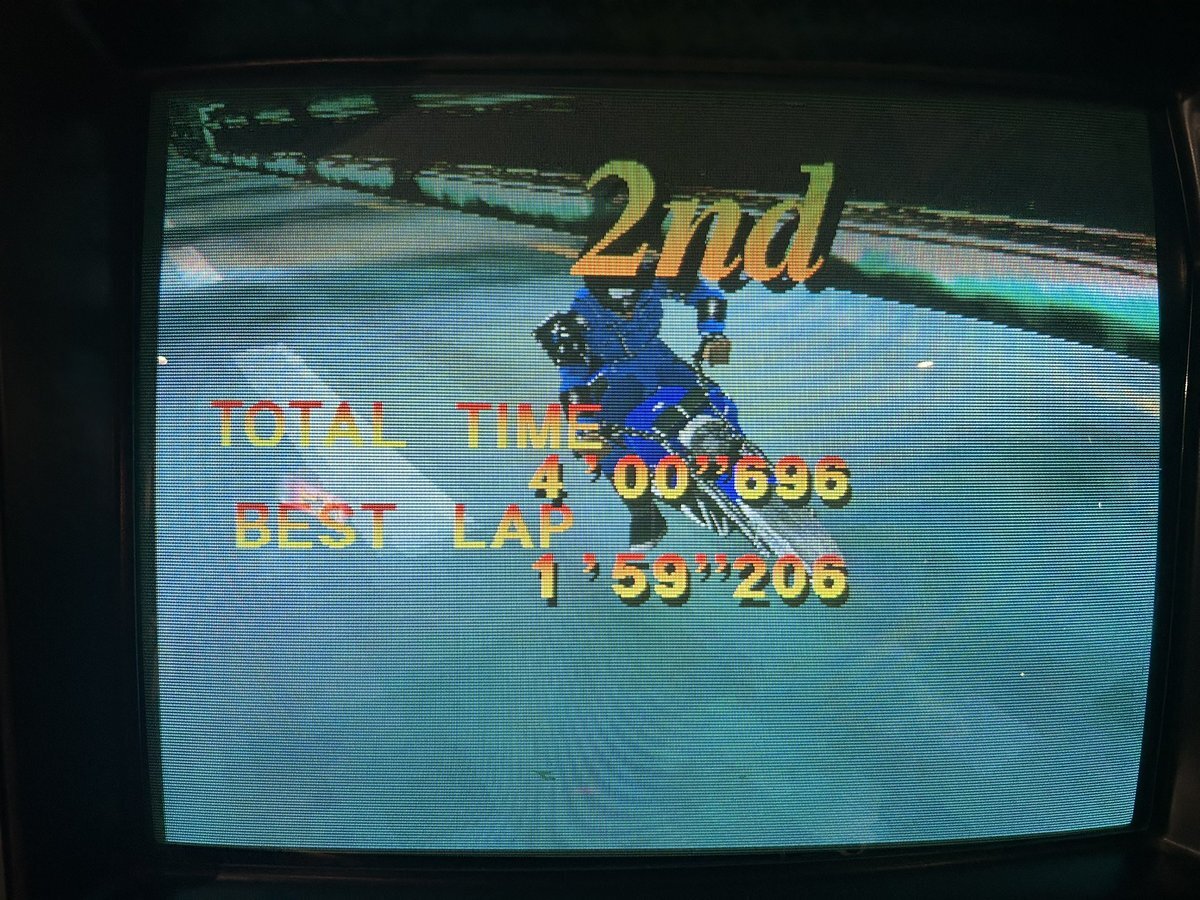 2nd
TOTAL TIME
4'00"696
BEST LAP
1'59"206